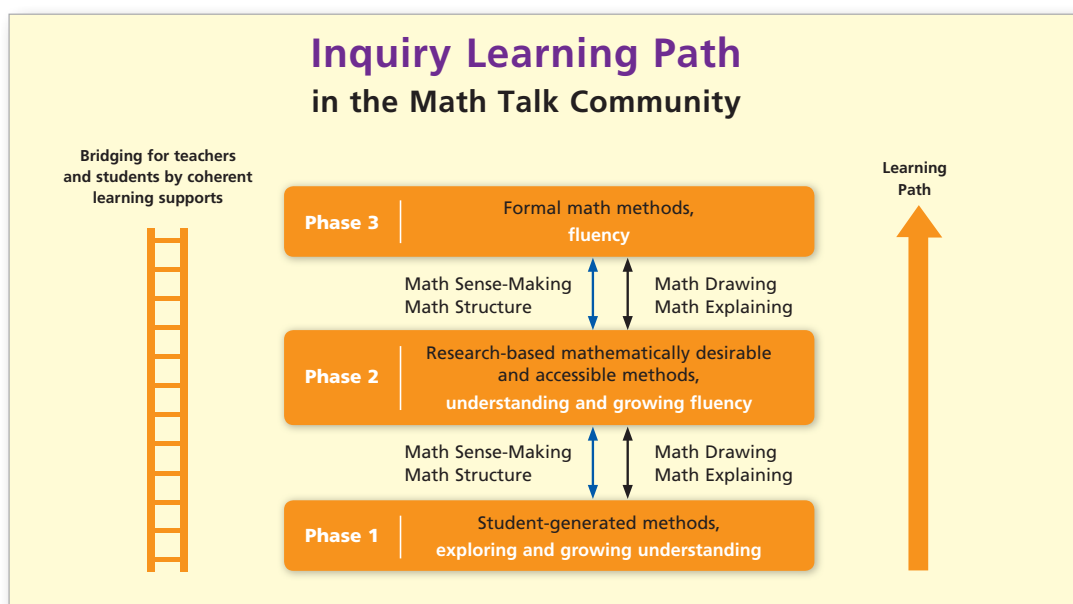 Inquiry Learning Path
in the Math Talk Community
Bridging for teachers
and students by coherent
learning supports
Learning
Path
Phase 3
Formal math methods,
fluency
Math Sense-Making
Math Structure
Math Drawing
Math Explaining
Phase 2
Research-based mathematically desirable
and accessible methods,
understanding and growing fluency
Math Sense-Making
Math Structure
Math Drawing
Math Explaining
Phase 1
Student-generated methods,
exploring and growing understanding